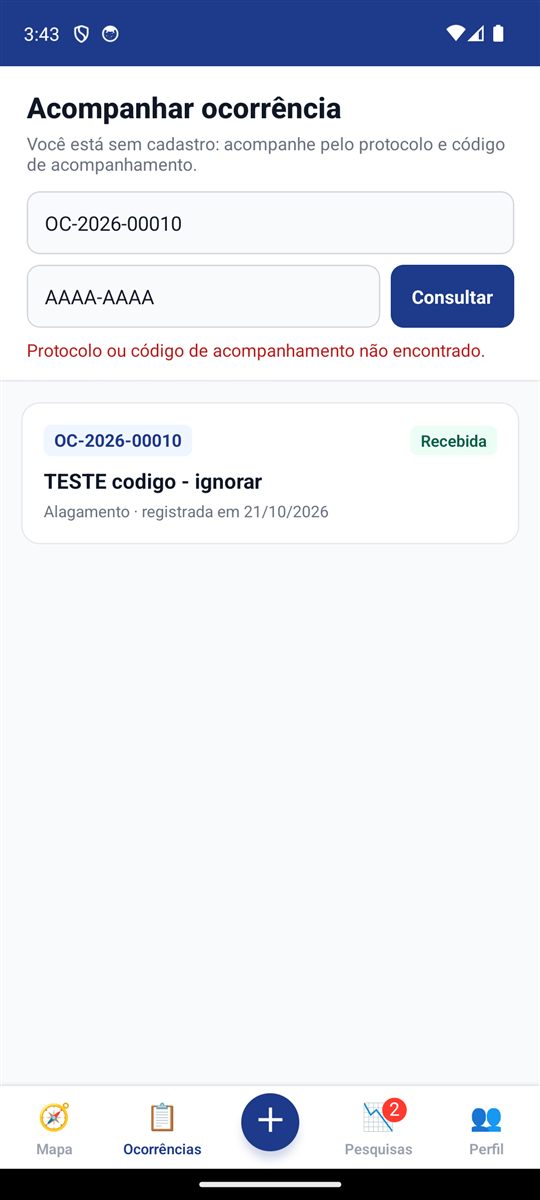 3:43
Acompanhar ocorrência
Você está sem cadastro: acompanhe pelo protocolo e código
de acompanhamento.
OC-2026-00010
AAAA-AAAA
Consultar
Protocolo ou código de acompanhamento não encontrado.
OC-2026-00010
Recebida
TESTE codigo - ignorar
Alagamento · registrada em 21/10/2026
2
Mapa
Ocorrências
Pesquisas
Perfil